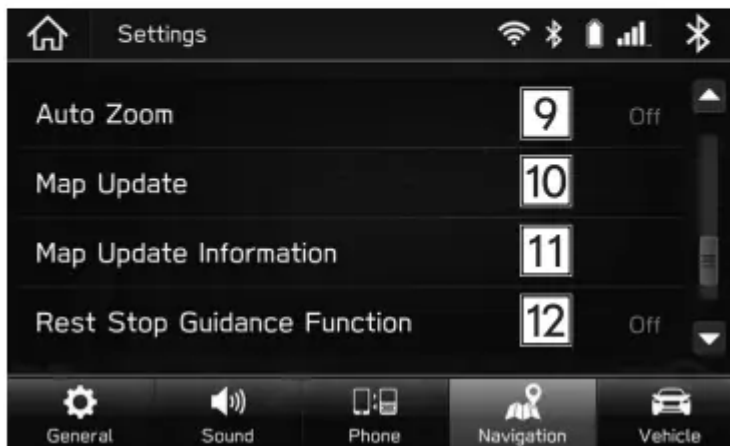 Settings
Auto Zoom 9 Off
Map Update 10
Map Update Information 11
Rest Stop Guidance Function 12 Off
General Sound Phone Navigation Vehicle